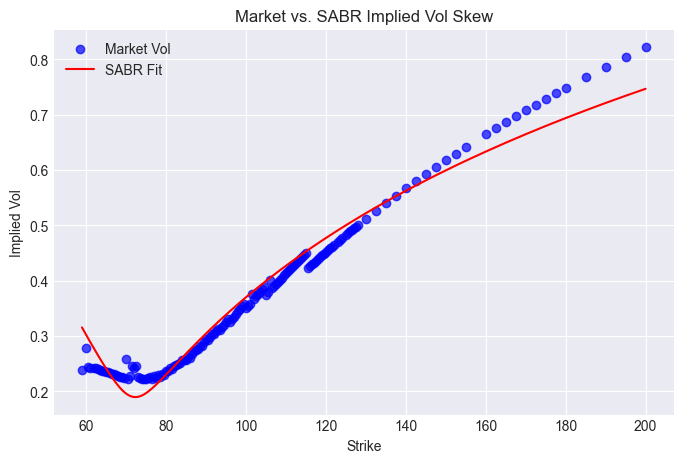 Market vs. SABR Implied Vol Skew
Market Vol
SABR Fit
0.8
0.7
0.6
0.5
0.4
0.3
0.2
Implied Vol
60 80 100 120 140 160 180 200
Strike